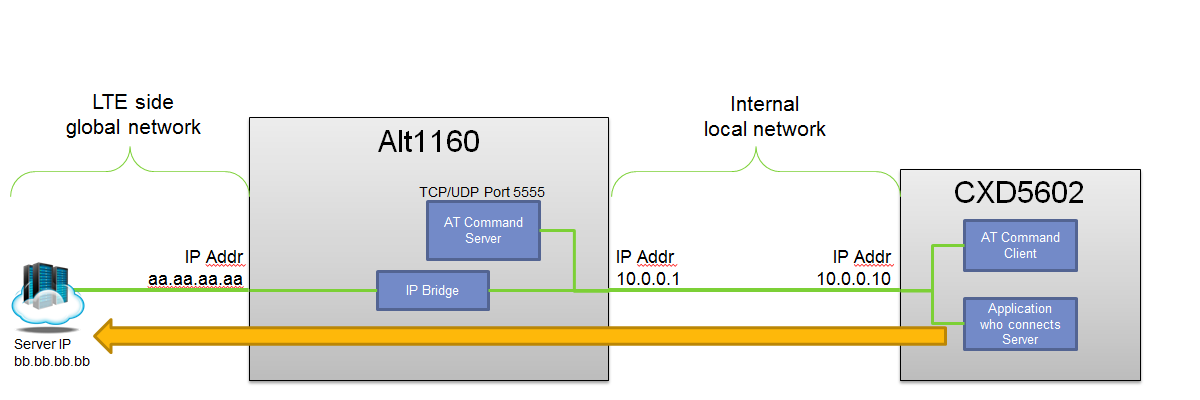 LTE side
global network
Internal
local network
Alt1160
CXD5602
TCP/UDP Port 5555
AT Command
Server
AT Command
Client
IP Addr
aa.aa.aa.aa
IP Addr
10.0.0.1
IP Addr
10.0.0.10
IP Bridge
Application
who connects
Server
Server IP
bb.bb.bb.bb